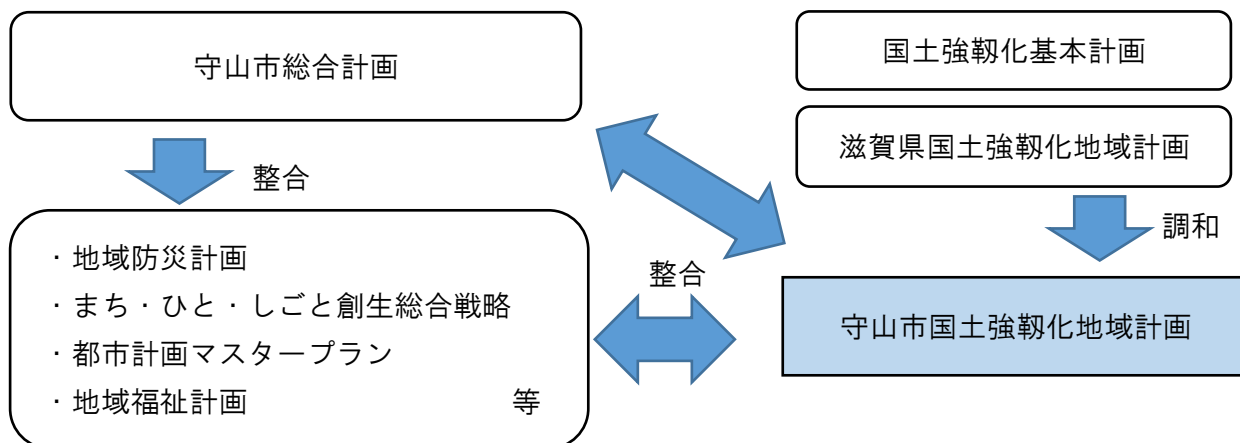 守山市総合計画
国土強靱化基本計画
滋賀県国土強靱化地域計画
整合
調和
・地域防災計画
・まち・ひと・しごと創生総合戦略
・都市計画マスタープラン
・地域福祉計画 等
整合
守山市国土強靱化地域計画